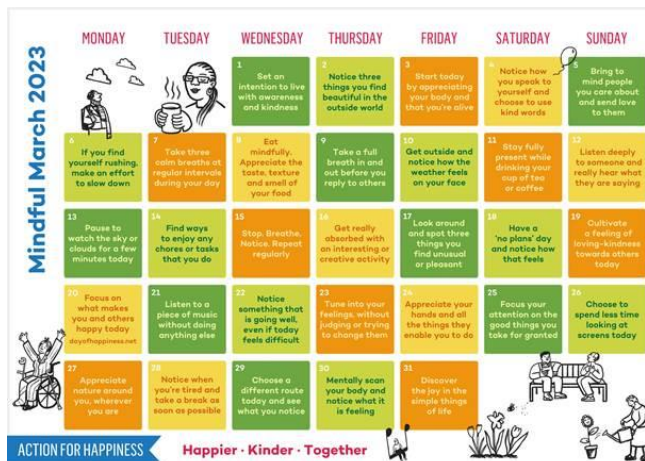 Mindful March 2023
MONDAY TUESDAY WEDNESDAY THURSDAY FRIDAY SATURDAY SUNDAY
1
Set an
intention to live
with awareness
and kindness
2
Notice three
things you find
beautiful in the
outside world
3
Start today
by appreciating
your body and
that you're alive
4
Notice how
you speak to
yourself and
choose to use
kind words
5
Bring to
mind people
you care about
and send love
to them
6
If you find
yourself rushing,
make an effort
to slow down
7
Take three
calm breaths at
regular intervals
during your day
8
Eat
mindfully.
Appreciate the
taste, texture
and smell of
your food
9
Take a full
breath in and
out before you
reply to others
10
Get outside and
notice how the
weather feels
on your face
11
Stay fully
present while
drinking your
cup of tea
or coffee
12
Listen deeply
to someone and
really hear what
they are saying
13
Pause to
watch the sky
or clouds for a
few minutes today
14
Find ways
to enjoy any
chores or tasks
that you do
15
Stop. Breathe.
Notice. Repeat
regularly
16
Get really
absorbed with
an interesting or
creative activity
17
Look around
and spot three
things you find
unusual or
pleasant
18
Have a
'no plans' day
and notice how
that feels
19
Cultivate
a feeling of
loving-kindness
towards others
today
20
Focus on
what makes
you and others
happy today
dayofhappiness.net
21
Listen to a
piece of music
without doing
anything else
22
Notice
something that
is going well,
even if today
feels difficult
23
Tune into your
feelings, without
judging or trying
to change them
24
Appreciate your
hands and all
the things they
enable you to do
25
Focus your
attention on the
good things you
take for granted
26
Choose to
spend less time
looking at
screens today
27
Appreciate
nature around
you, wherever
you are
28
Notice when
you're tired and
take a break as
soon as possible
29
Choose a
different route
today and see
what you notice
30
Mentally scan
your body and
notice what it
is feeling
31
Discover
the joy in the
simple things
of life
ACTION FOR HAPPINESS
Happier · Kinder · Together